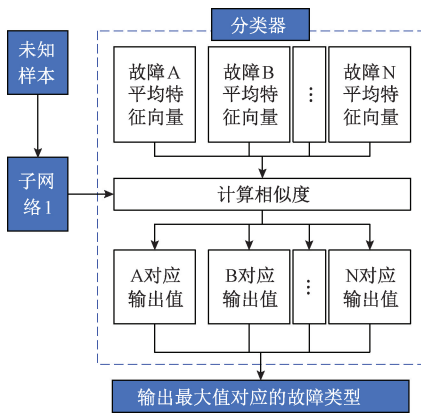 分类器
未知
样本
故障A
平均特
征向量
故障B
平均特
征向量
⋮
故障N
平均特
征向量
子网
络1
计算相似度
A对应
输出值
B对应
输出值
⋮
N对应
输出值
输出最大值对应的故障类型